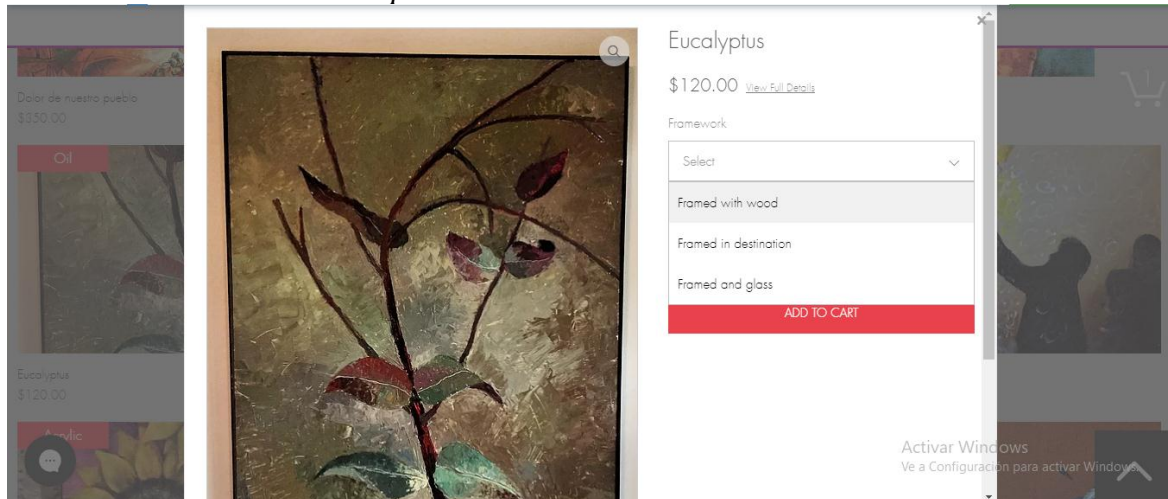 Eucalyptus
$120.00 View Full Details
Framework
Select
Framed with wood
Framed in destination
Framed and glass
ADD TO CART
Dolor de nuestro pueblo
$350.00
Oil
Eucalyptus
$120.00
Acrylic
Activar Windows
Ve a Configuración para activar Windows.